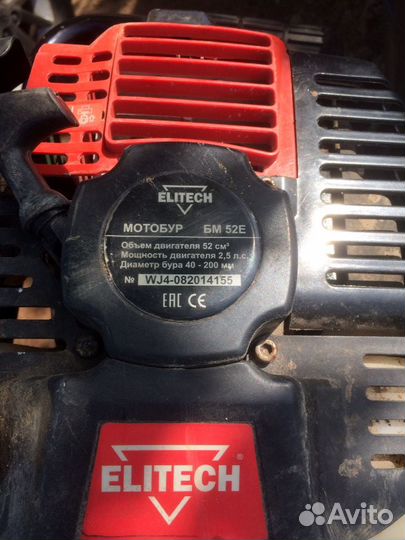 ELITECH
МОТОБУР БМ 52Е
Объем двигателя 52 см³
Мощность двигателя 2,5 л.с.
Диаметр бура 40 - 200 мм
№ WJ4-082014155
EAC CE
ELITECH
Avito